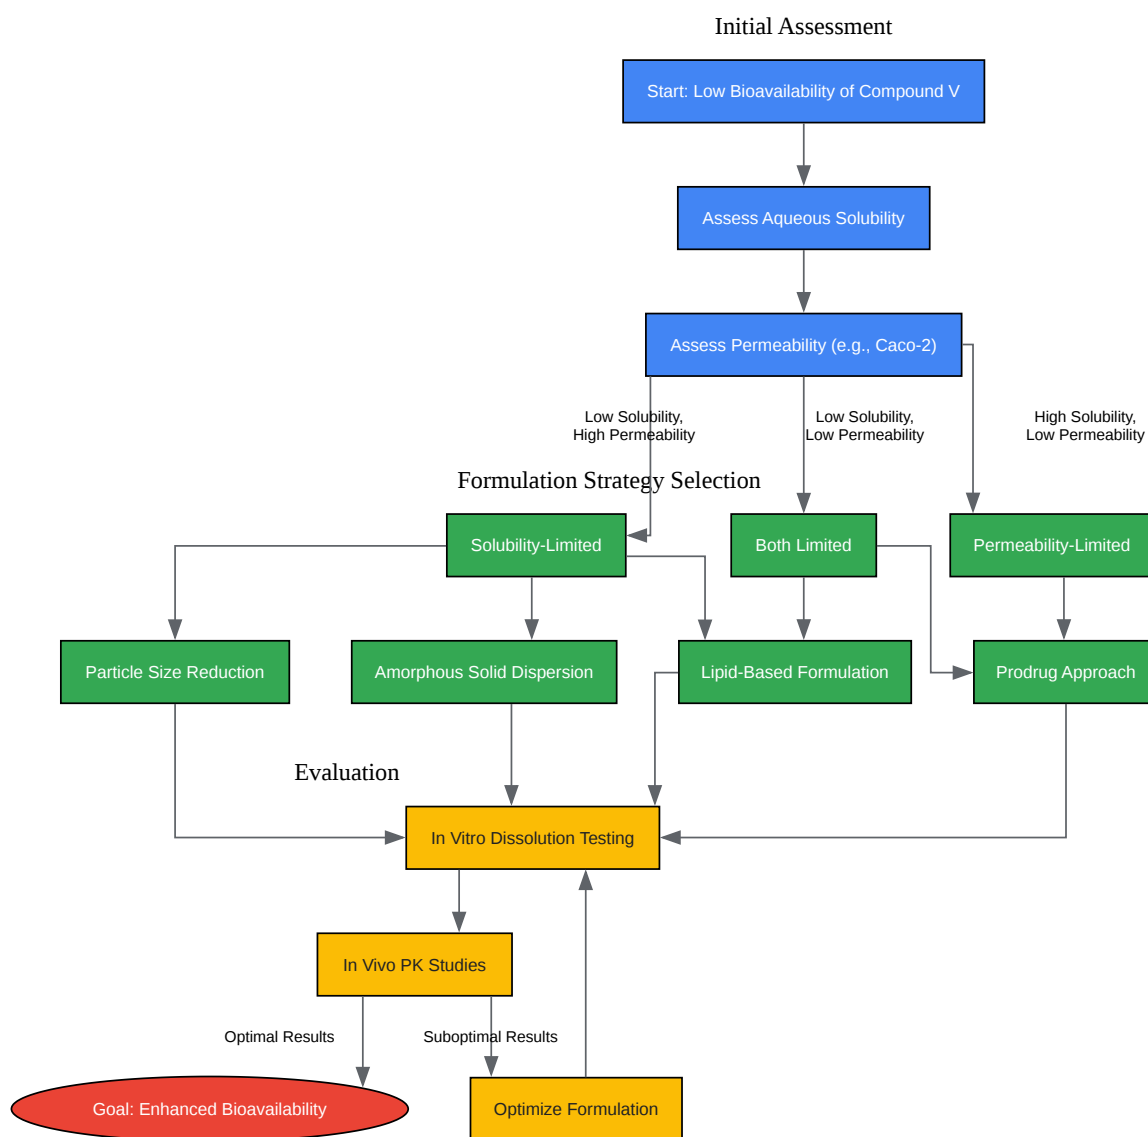 Initial Assessment
Start: Low Bioavailability of Compound V
Assess Aqueous Solubility
Assess Permeability (e.g., Caco-2)
Low Solubility,
High Permeability
Low Solubility,
Low Permeability
High Solubility,
Low Permeability
Formulation Strategy Selection
Solubility-Limited
Both Limited
Permeability-Limited
Particle Size Reduction
Amorphous Solid Dispersion
Lipid-Based Formulation
Prodrug Approach
Evaluation
In Vitro Dissolution Testing
In Vivo PK Studies
Optimal Results
Suboptimal Results
Goal: Enhanced Bioavailability
Optimize Formulation